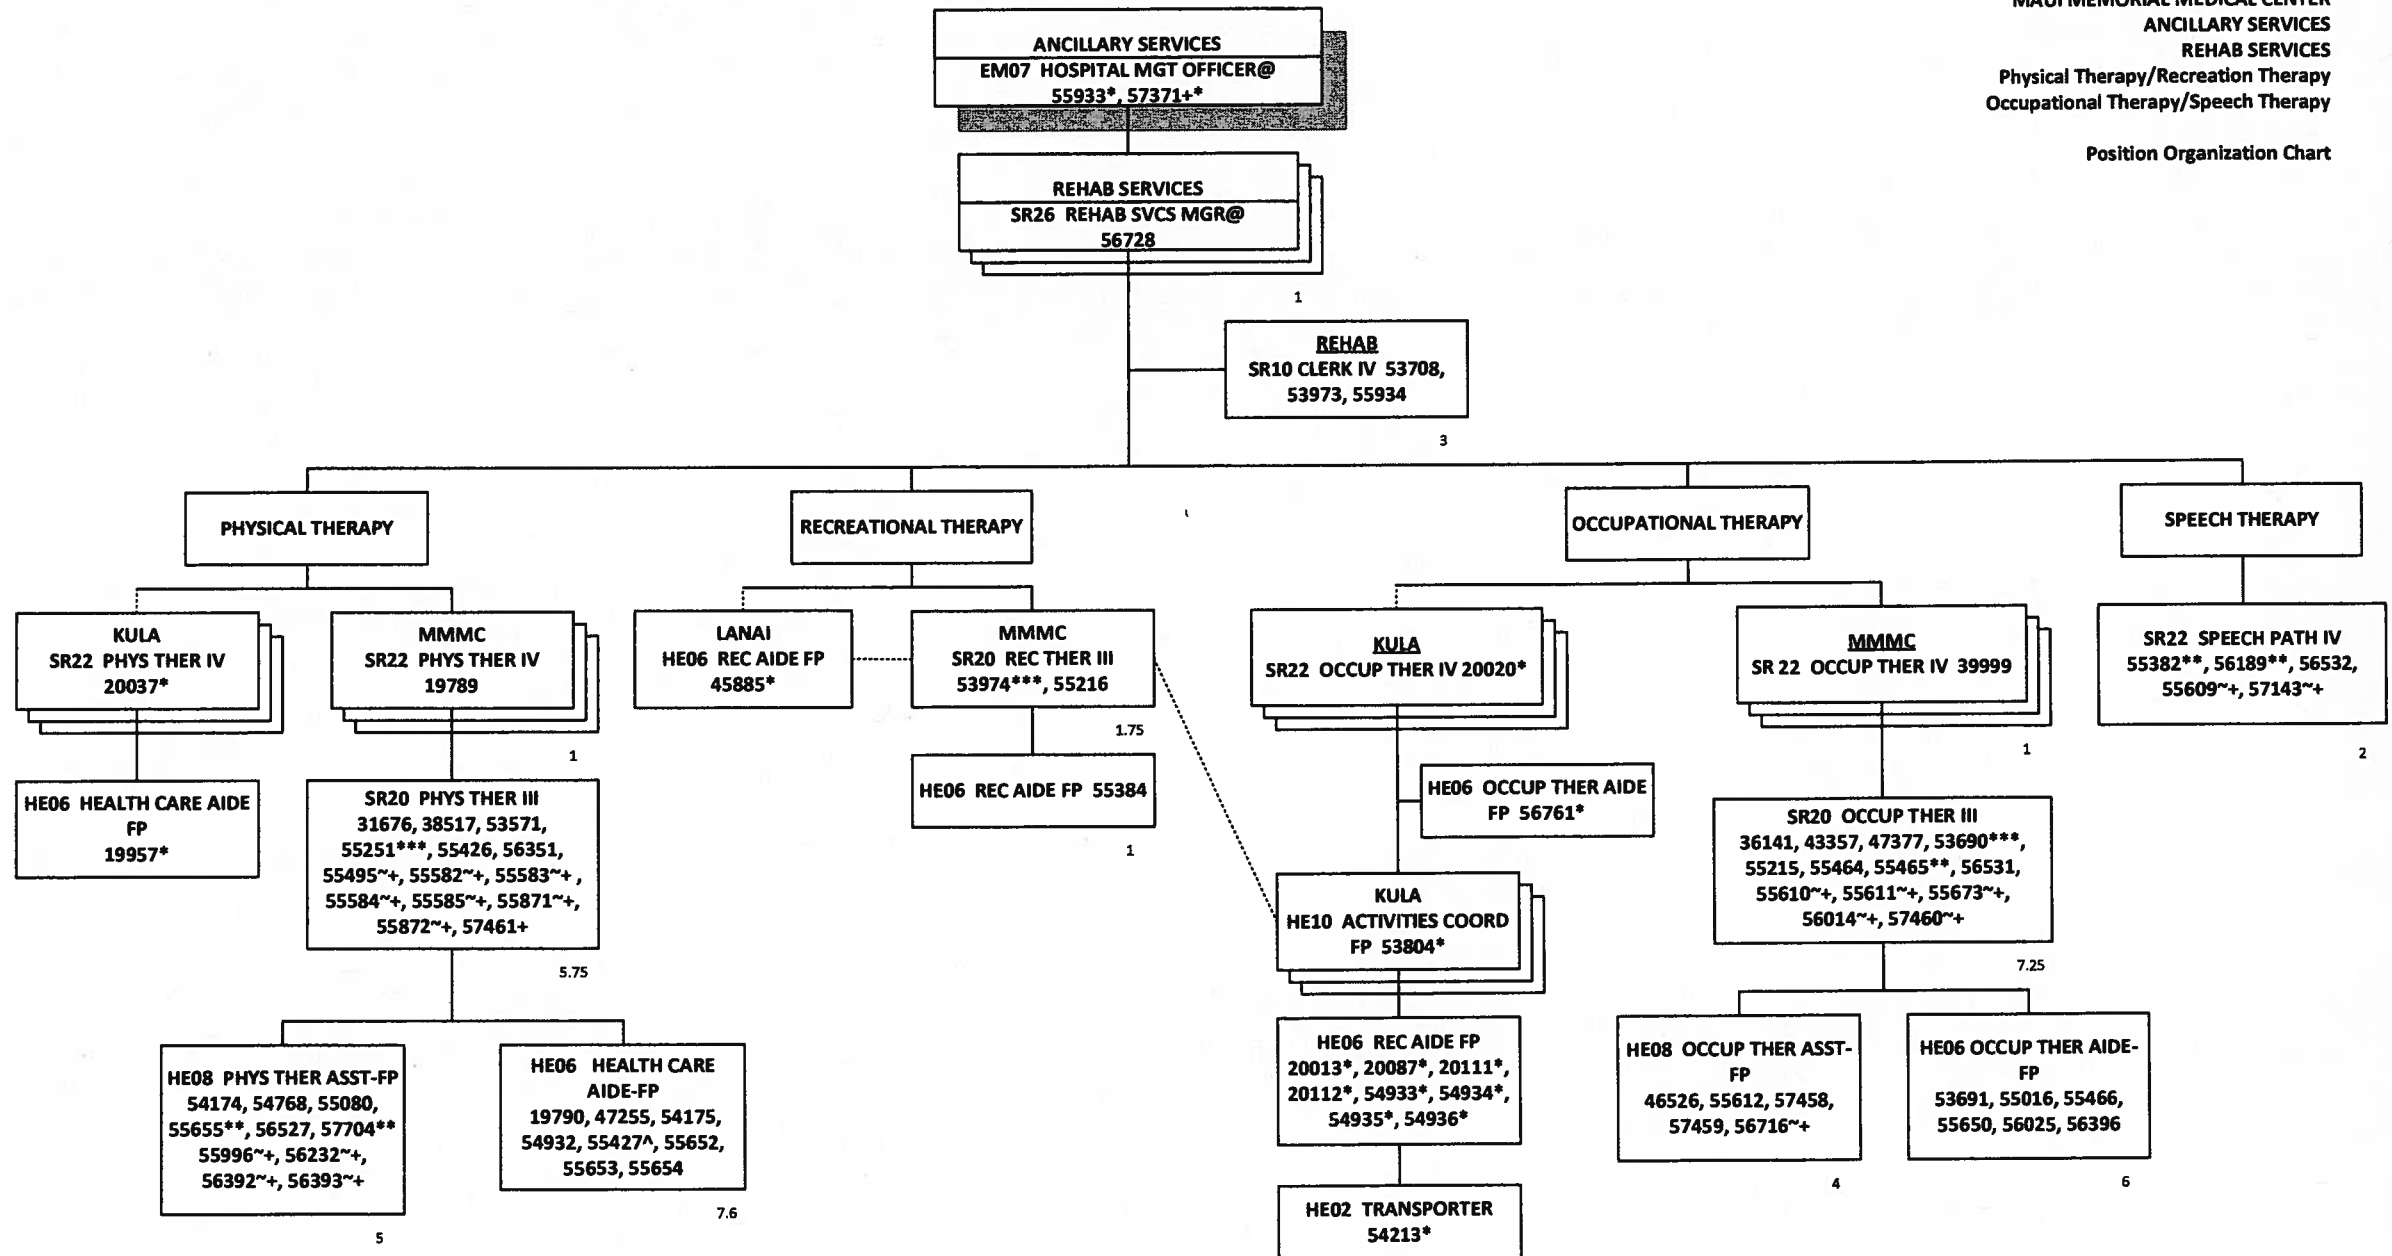 MAUI MEMORIAL MEDICAL CENTER
ANCILLARY SERVICES
REHAB SERVICES
Physical Therapy/Recreation Therapy
Occupational Therapy/Speech Therapy
Position Organization Chart
ANCILLARY SERVICES
EM07 HOSPITAL MGT OFFICER@
55933*, 57371+*
REHAB SERVICES
SR26 REHAB SVCS MGR@
56728
1
REHAB
SR10 CLERK IV 53708,
53973, 55934
3
PHYSICAL THERAPY
RECREATIONAL THERAPY
OCCUPATIONAL THERAPY
SPEECH THERAPY
KULA
SR22 PHYS THER IV
20037*
MMMC
SR22 PHYS THER IV
19789
1
LANAI
HE06 REC AIDE FP
45885*
MMMC
SR20 REC THER III
53974***, 55216
1.75
KULA
SR22 OCCUP THER IV 20020*
MMMC
SR 22 OCCUP THER IV 39999
1
SR22 SPEECH PATH IV
55382**, 56189**, 56532,
55609~+, 57143~+
2
HE06 HEALTH CARE AIDE
FP
19957*
SR20 PHYS THER III
31676, 38517, 53571,
55251***, 55426, 56351,
55495~+, 55582~+, 55583~+ ,
55584~+, 55585~+, 55871~+,
55872~+, 57461+
5.75
HE06 REC AIDE FP 55384
1
HE06 OCCUP THER AIDE
FP 56761*
SR20 OCCUP THER III
36141, 43357, 47377, 53690***,
55215, 55464, 55465**, 56531,
55610~+, 55611~+, 55673~+,
56014~+, 57460~+
7.25
KULA
HE10 ACTIVITIES COORD
FP 53804*
HE08 PHYS THER ASST-FP
54174, 54768, 55080,
55655**, 56527, 57704**
55996~+, 56232~+,
56392~+, 56393~+
5
HE06 HEALTH CARE
AIDE-FP
19790, 47255, 54175,
54932, 55427^, 55652,
55653, 55654
7.6
HE06 REC AIDE FP
20013*, 20087*, 20111*,
20112*, 54933*, 54934*,
54935*, 54936*
HE08 OCCUP THER ASST-
FP
46526, 55612, 57458,
57459, 56716~+
4
HE06 OCCUP THER AIDE-
FP
53691, 55016, 55466,
55650, 56025, 56396
6
HE02 TRANSPORTER
54213*